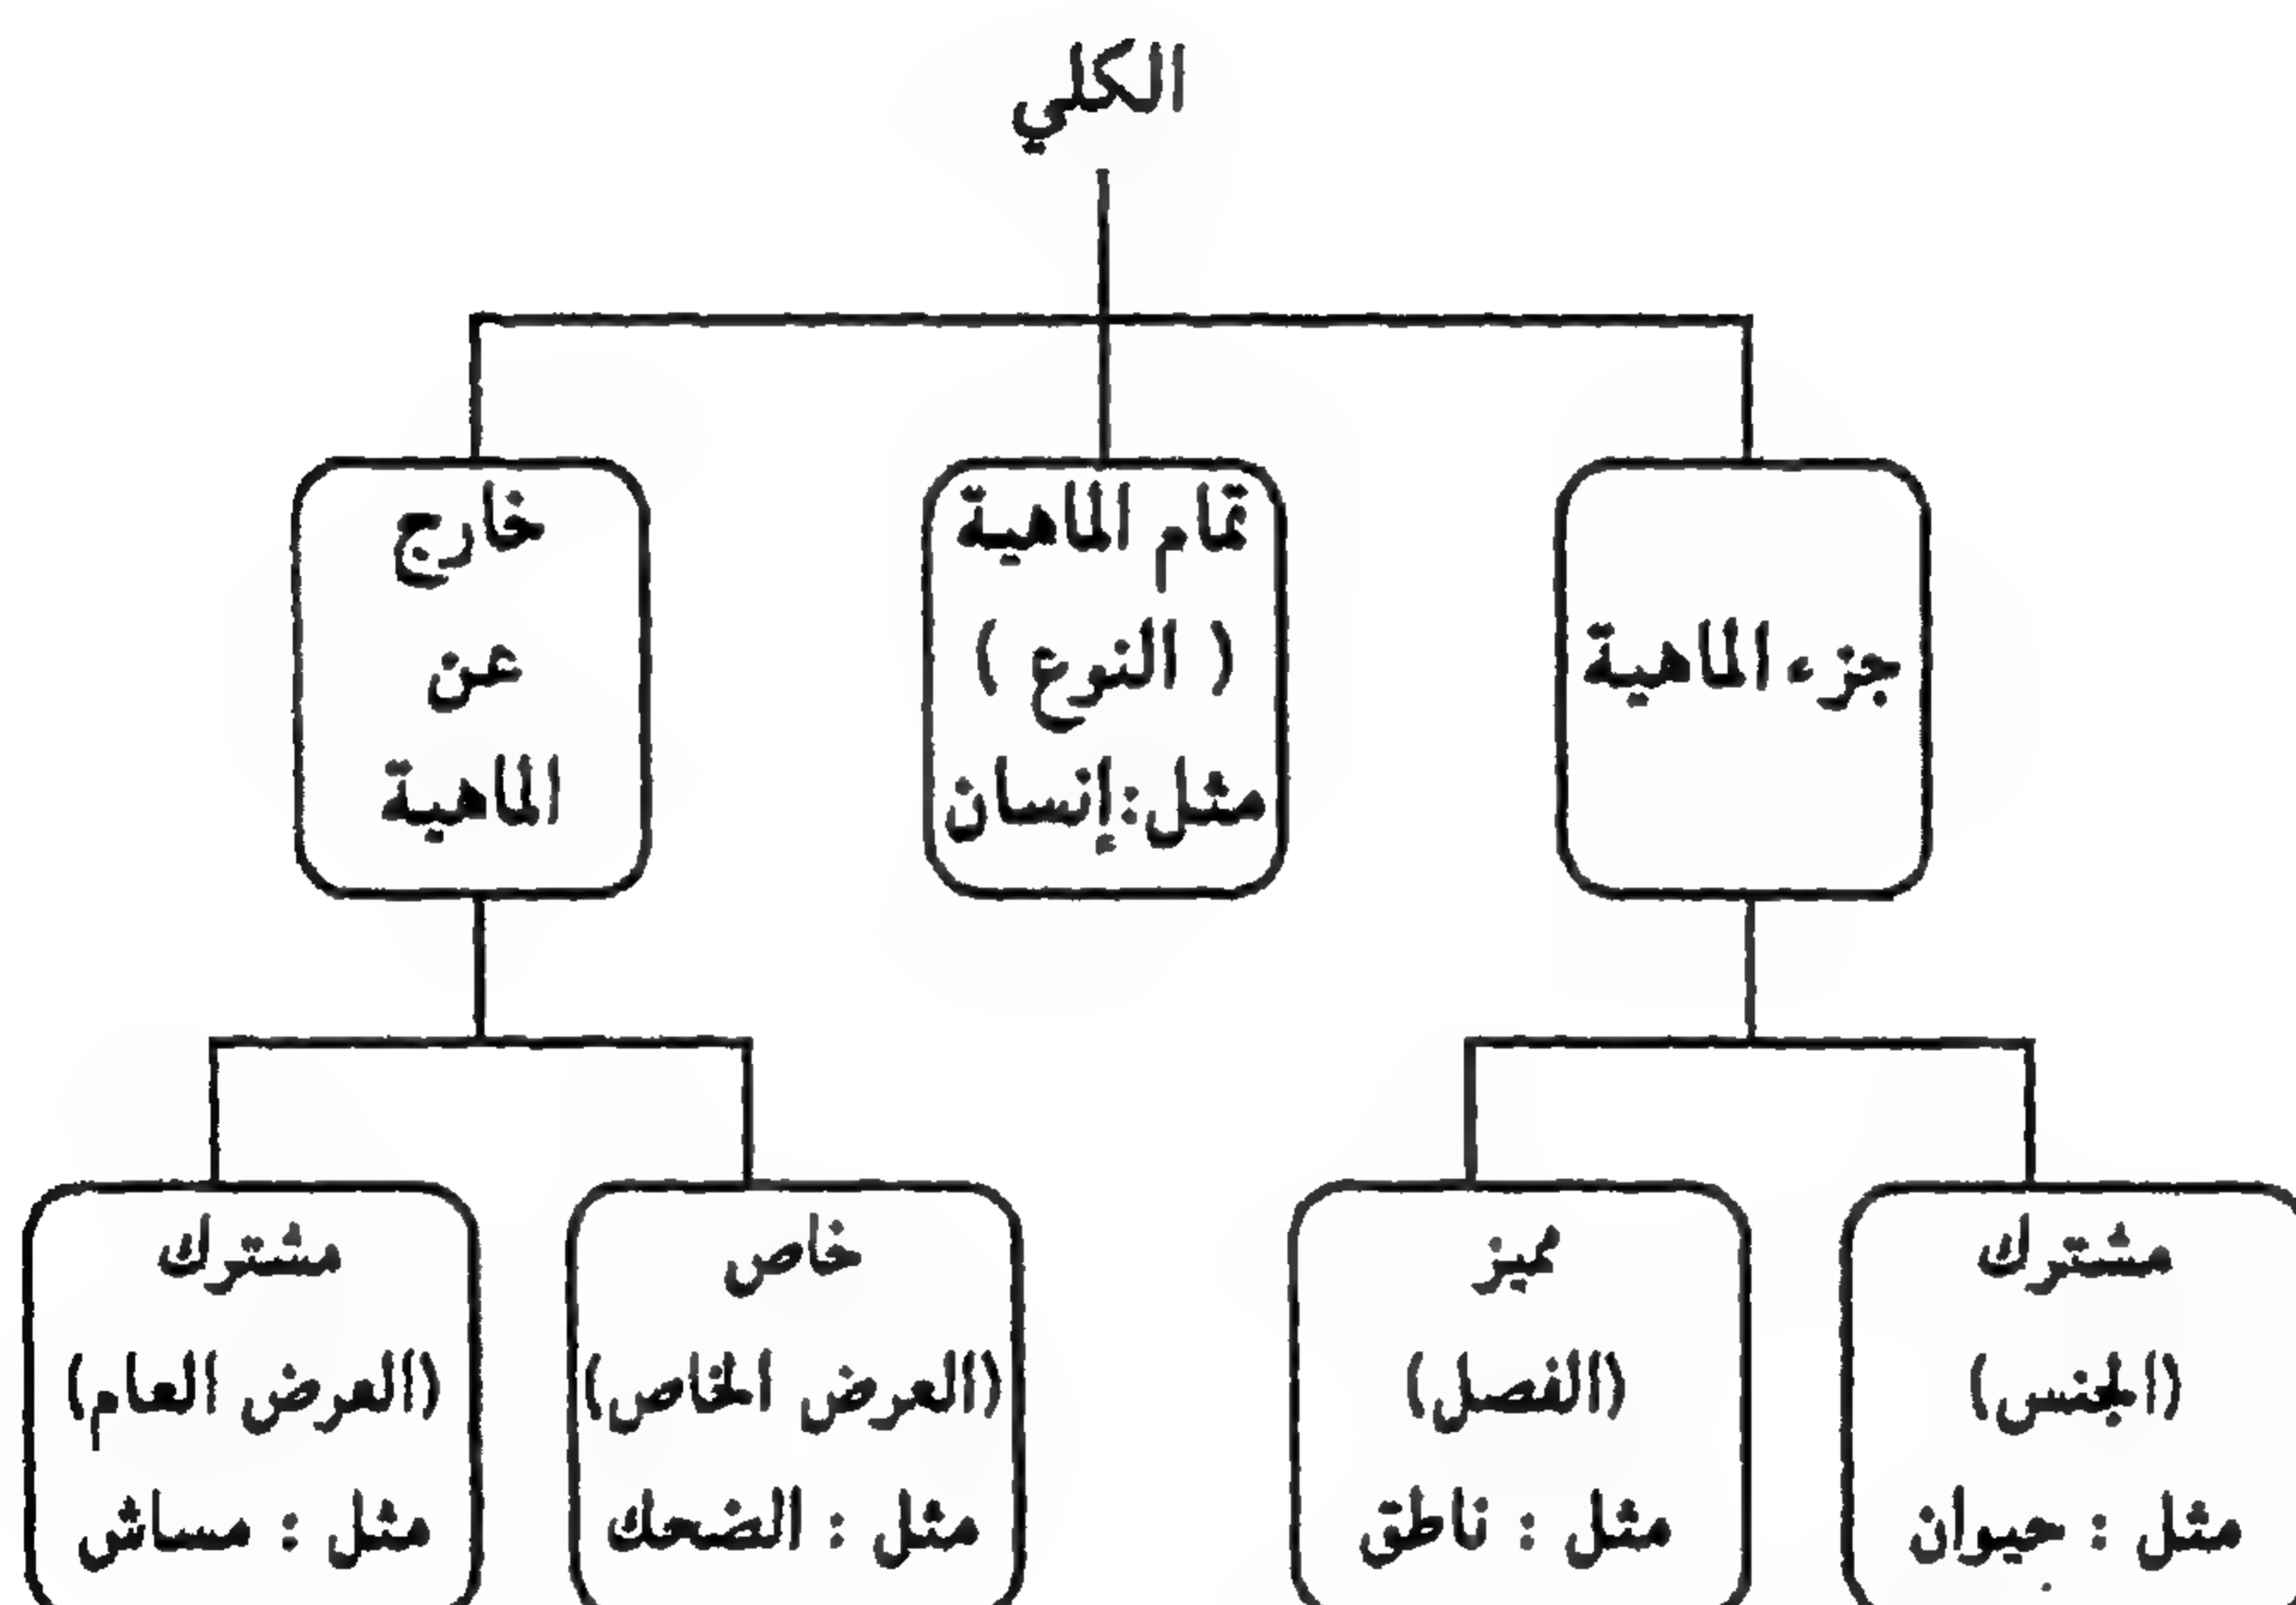 الكلي
جزء الماهية
تمام الماهية
( النوع )
مثل:إنسان
خارج
عن
الماهية
مشترك
(الجنس)
مثل : حيوان
مميز
(الفصل)
مثل : ناطق
خاص
(العرض الخاص)
مثل : الضحك
مشترك
(العرض العام)
مثل : مساش